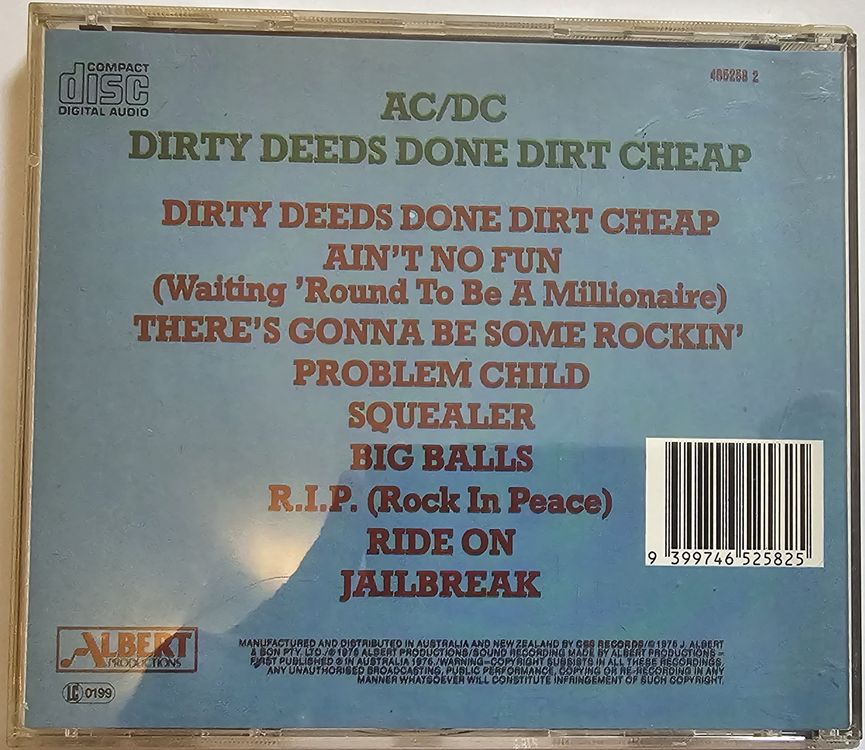 COMPACT
disc
DIGITAL AUDIO
465258 2
AC/DC
DIRTY DEEDS DONE DIRT CHEAP
DIRTY DEEDS DONE DIRT CHEAP
AIN'T NO FUN
(Waiting 'Round To Be A Millionaire)
THERE'S GONNA BE SOME ROCKIN'
PROBLEM CHILD
SQUEALER
BIG BALLS
R.I.P. (Rock In Peace)
RIDE ON
JAILBREAK
9 399746 525825
ALBERT
PRODUCTIONS
LC 0199
MANUFACTURED AND DISTRIBUTED IN AUSTRALIA AND NEW ZEALAND BY CBS RECORDS/© 1976 J. ALBERT
& SON PTY. LTD./℗ 1976 ALBERT PRODUCTIONS/SOUND RECORDING MADE BY ALBERT PRODUCTIONS–
FIRST PUBLISHED ℗ IN AUSTRALIA 1976./WARNING–COPYRIGHT SUBSISTS IN ALL THESE RECORDINGS,
ANY UNAUTHORISED BROADCASTING, PUBLIC PERFORMANCE, COPYING OR RE-RECORDING IN ANY
MANNER WHATSOEVER WILL CONSTITUTE INFRINGEMENT OF SUCH COPYRIGHT.